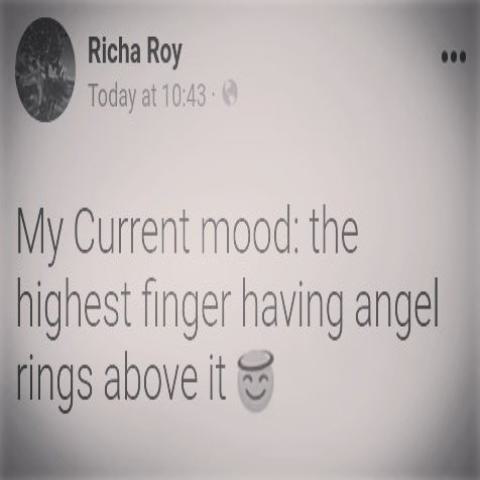 Richa Roy
Today at 10:43 ·
My Current mood: the
highest finger having angel
rings above it 😇